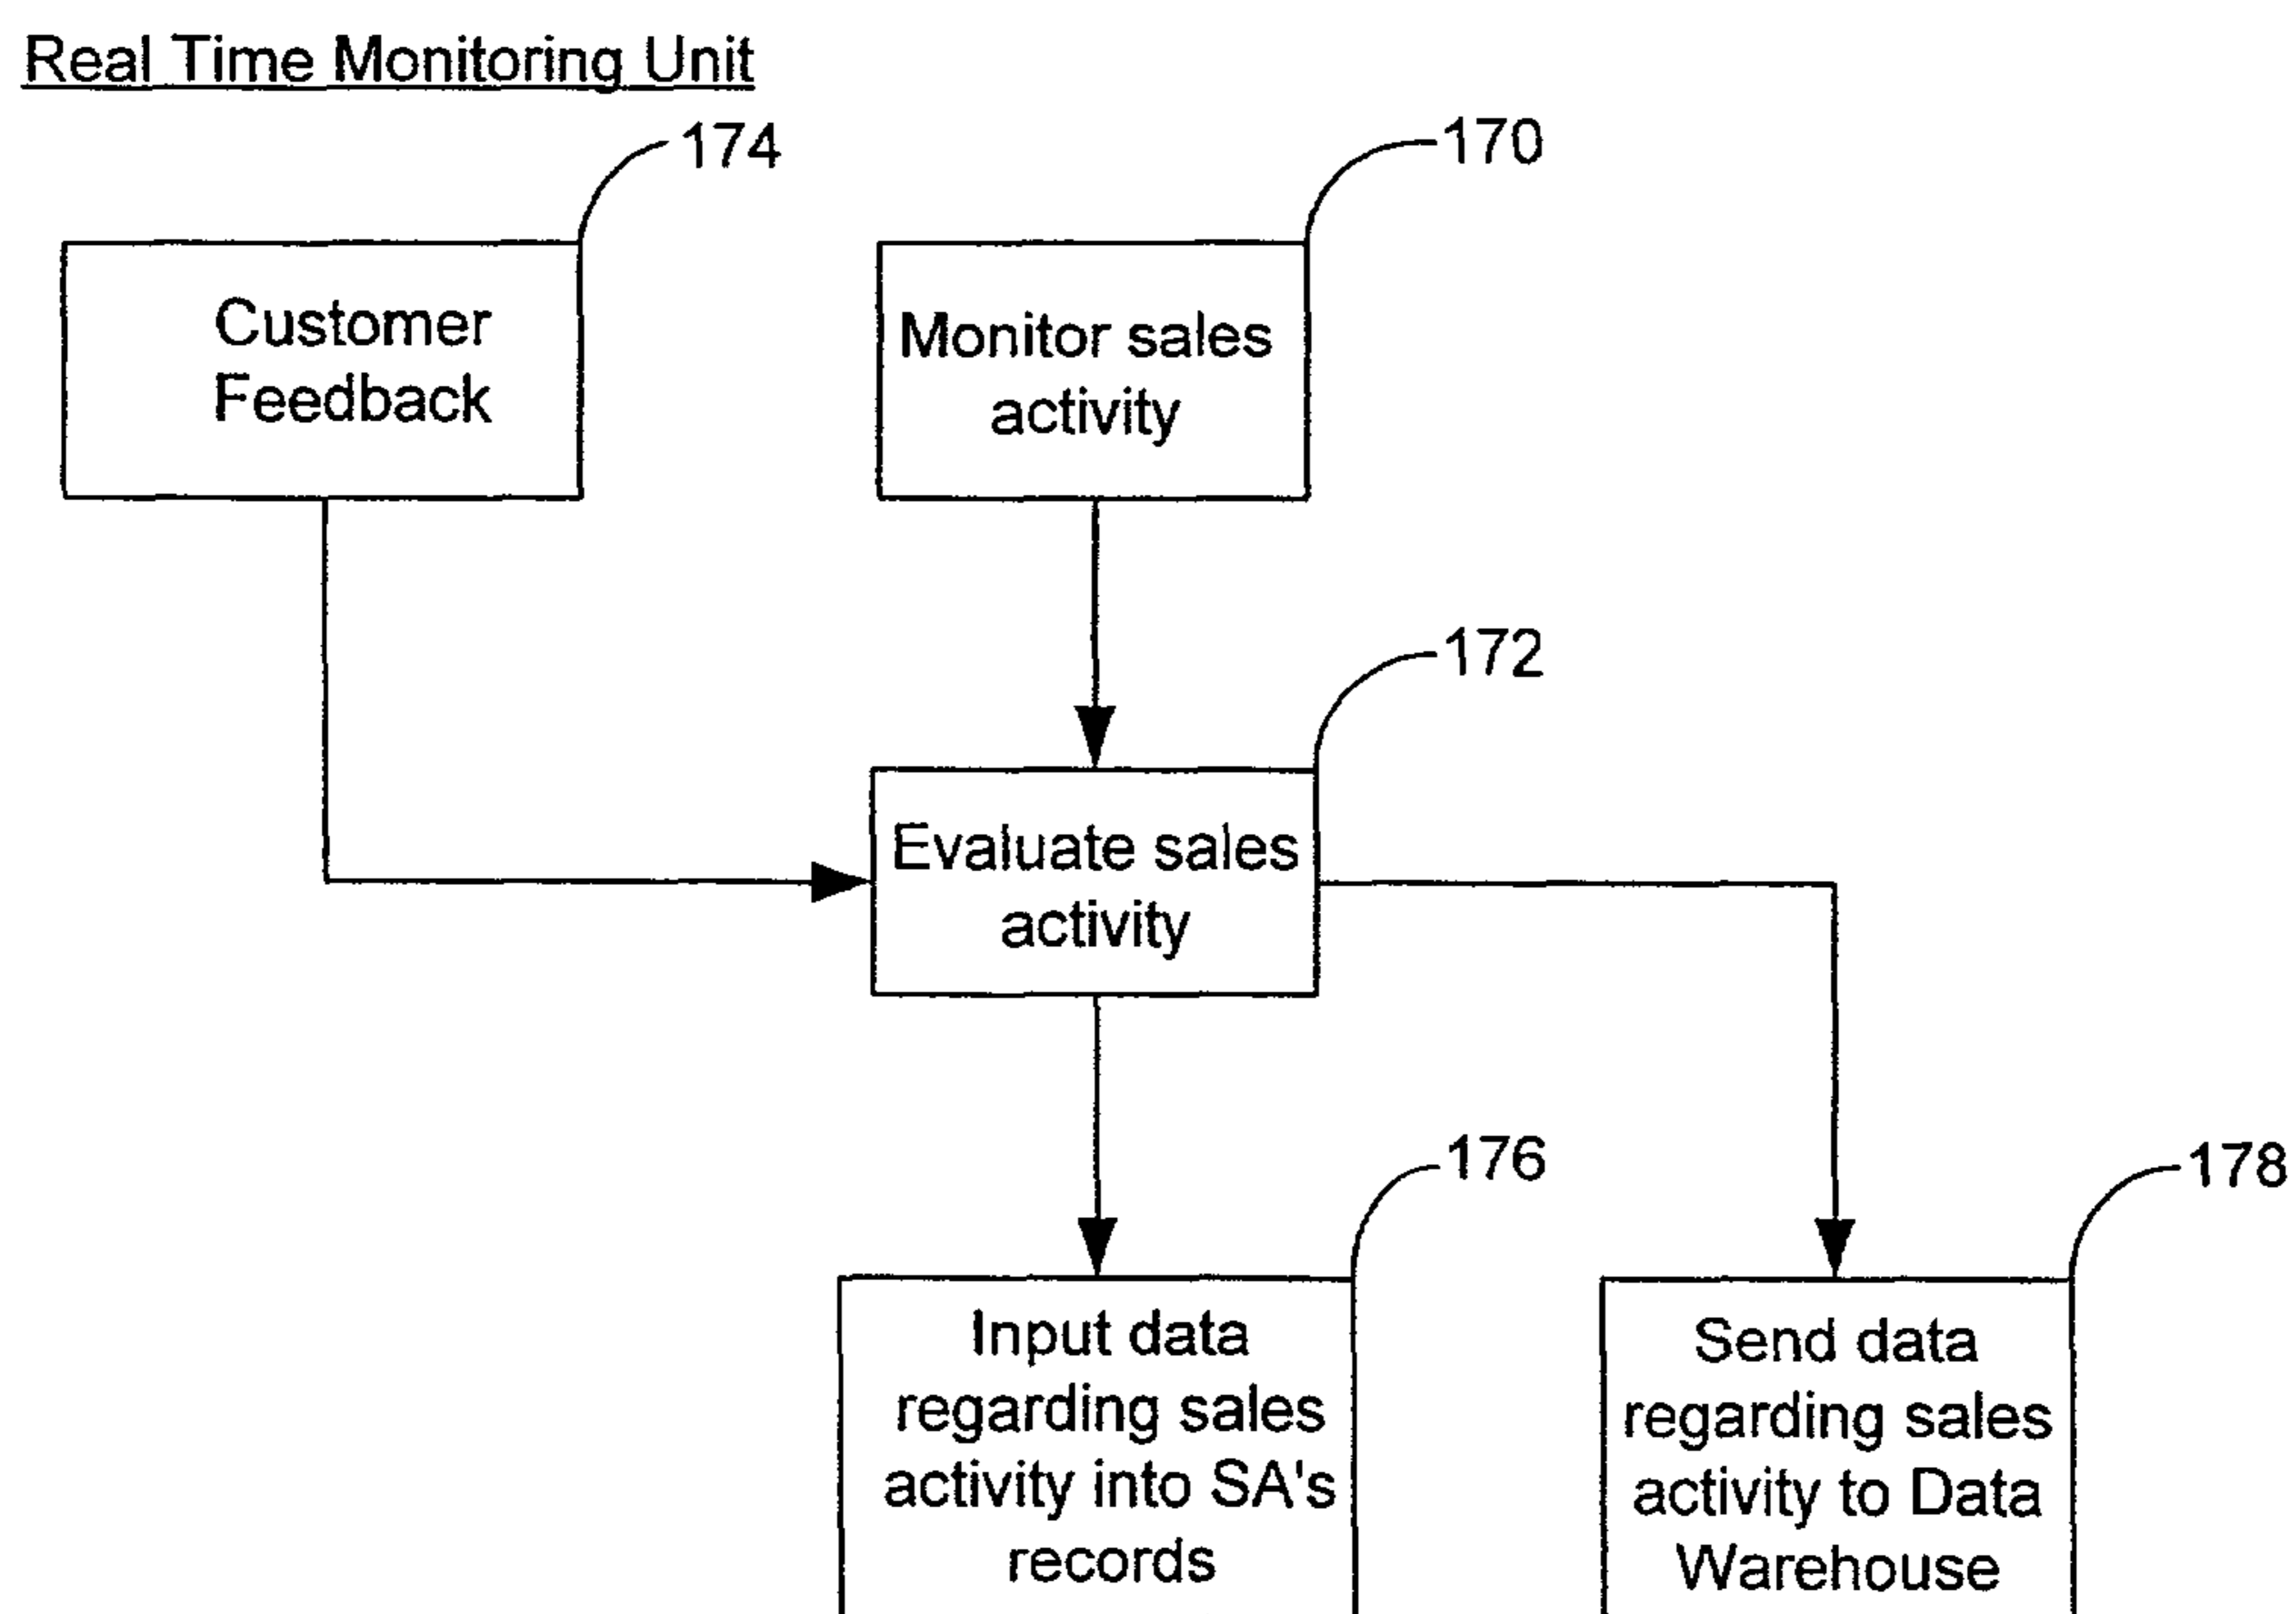 Real Time Monitoring Unit
174
170
Customer
Feedback
Monitor sales
activity
172
Evaluate sales
activity
176
178
Input data
regarding sales
activity into SA's
records
Send data
regarding sales
activity to Data
Warehouse